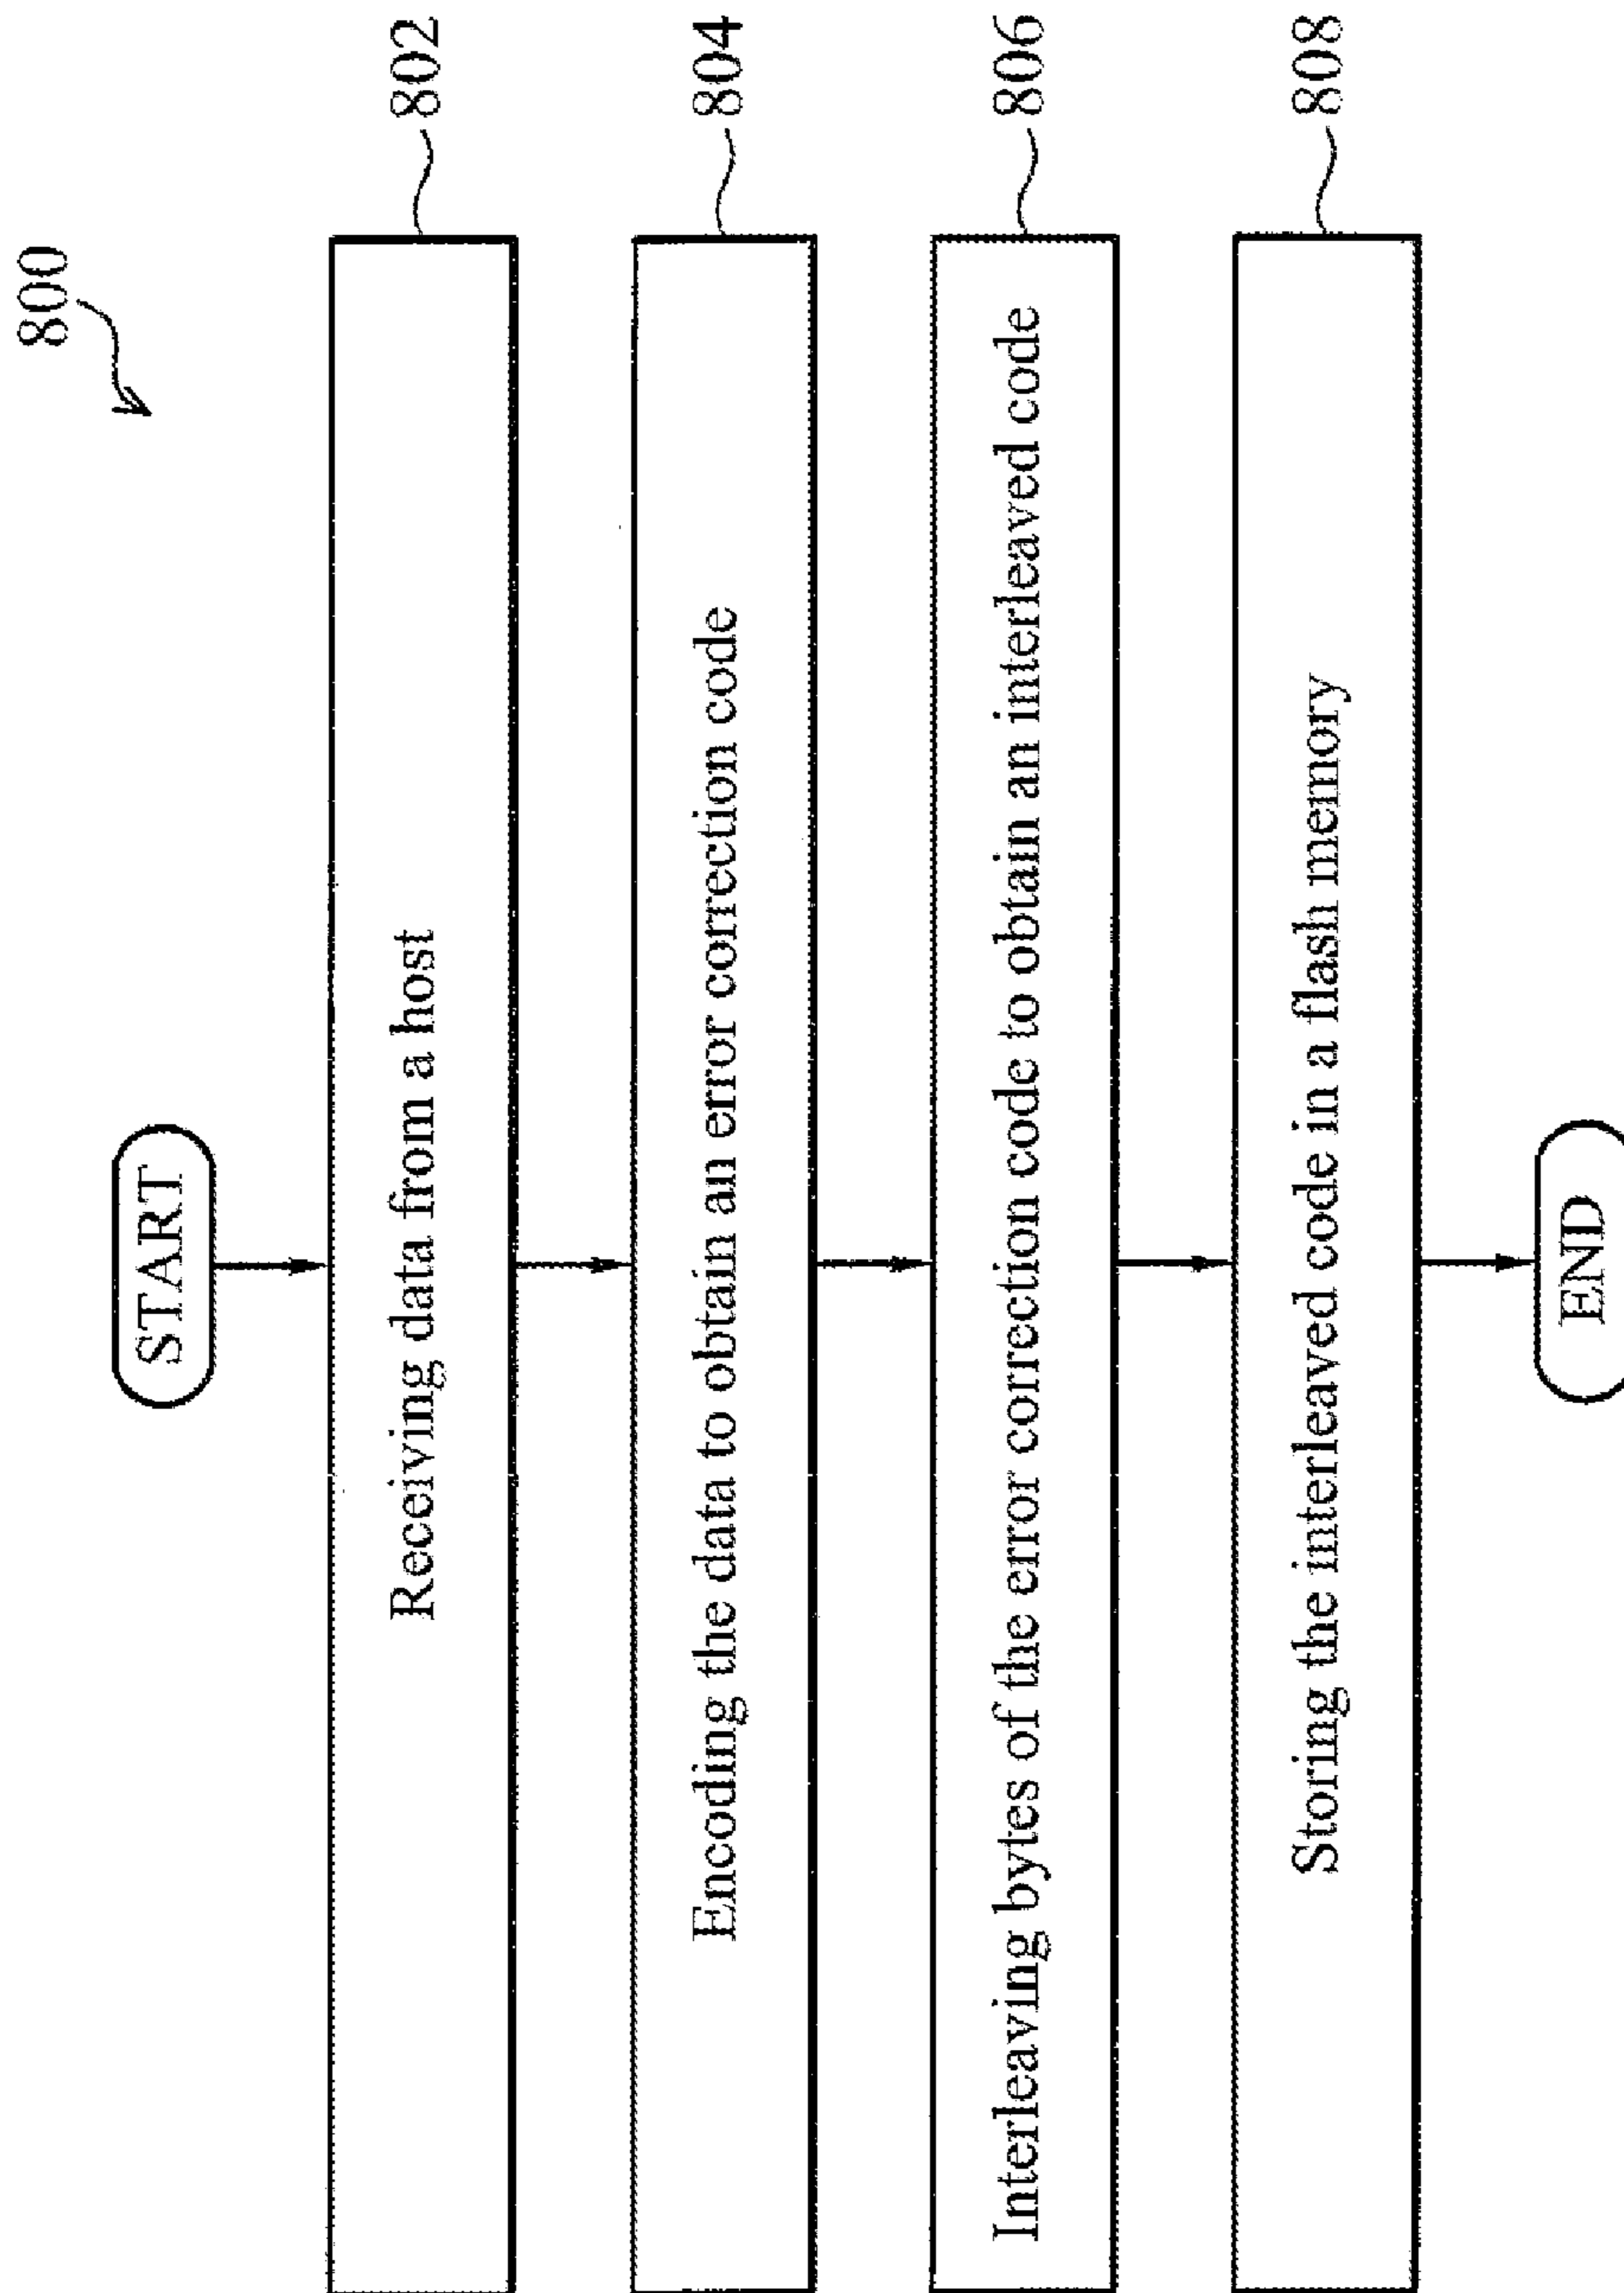 800
START
Receiving data from a host
802
Encoding the data to obtain an error correction code
804
Interleaving bytes of the error correction code to obtain an interleaved code
806
Storing the interleaved code in a flash memory
808
END